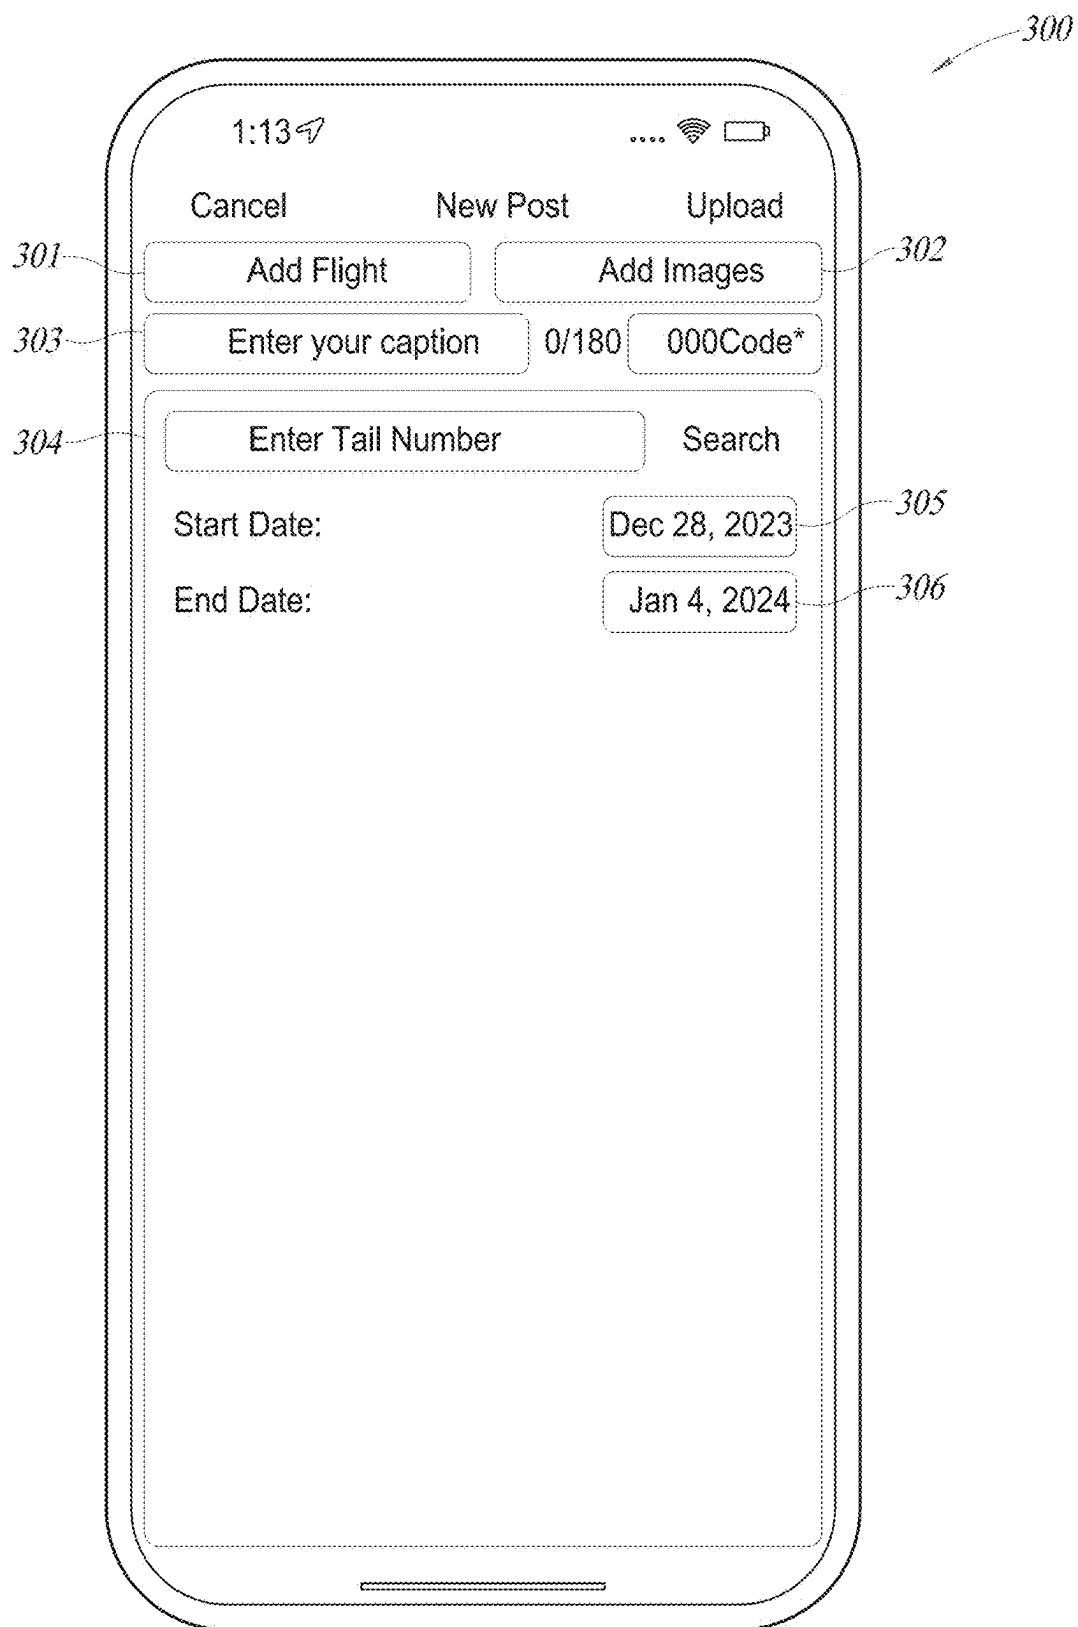 300
1:13
Cancel New Post Upload
301 Add Flight Add Images 302
303 Enter your caption 0/180 000Code*
304 Enter Tail Number Search
Start Date: Dec 28, 2023 305
End Date: Jan 4, 2024 306